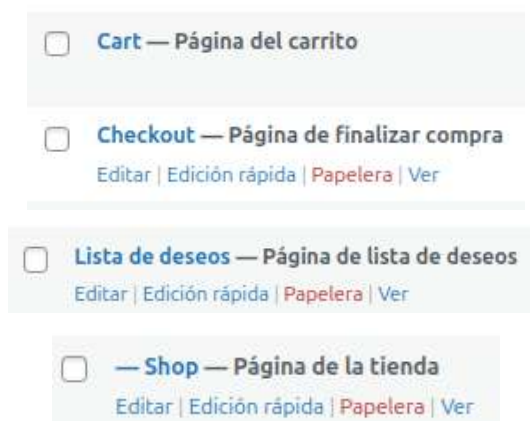 Cart — Página del carrito
Checkout — Página de finalizar compra
Editar | Edición rápida | Papelera | Ver
Lista de deseos — Página de lista de deseos
Editar | Edición rápida | Papelera | Ver
— Shop — Página de la tienda
Editar | Edición rápida | Papelera | Ver